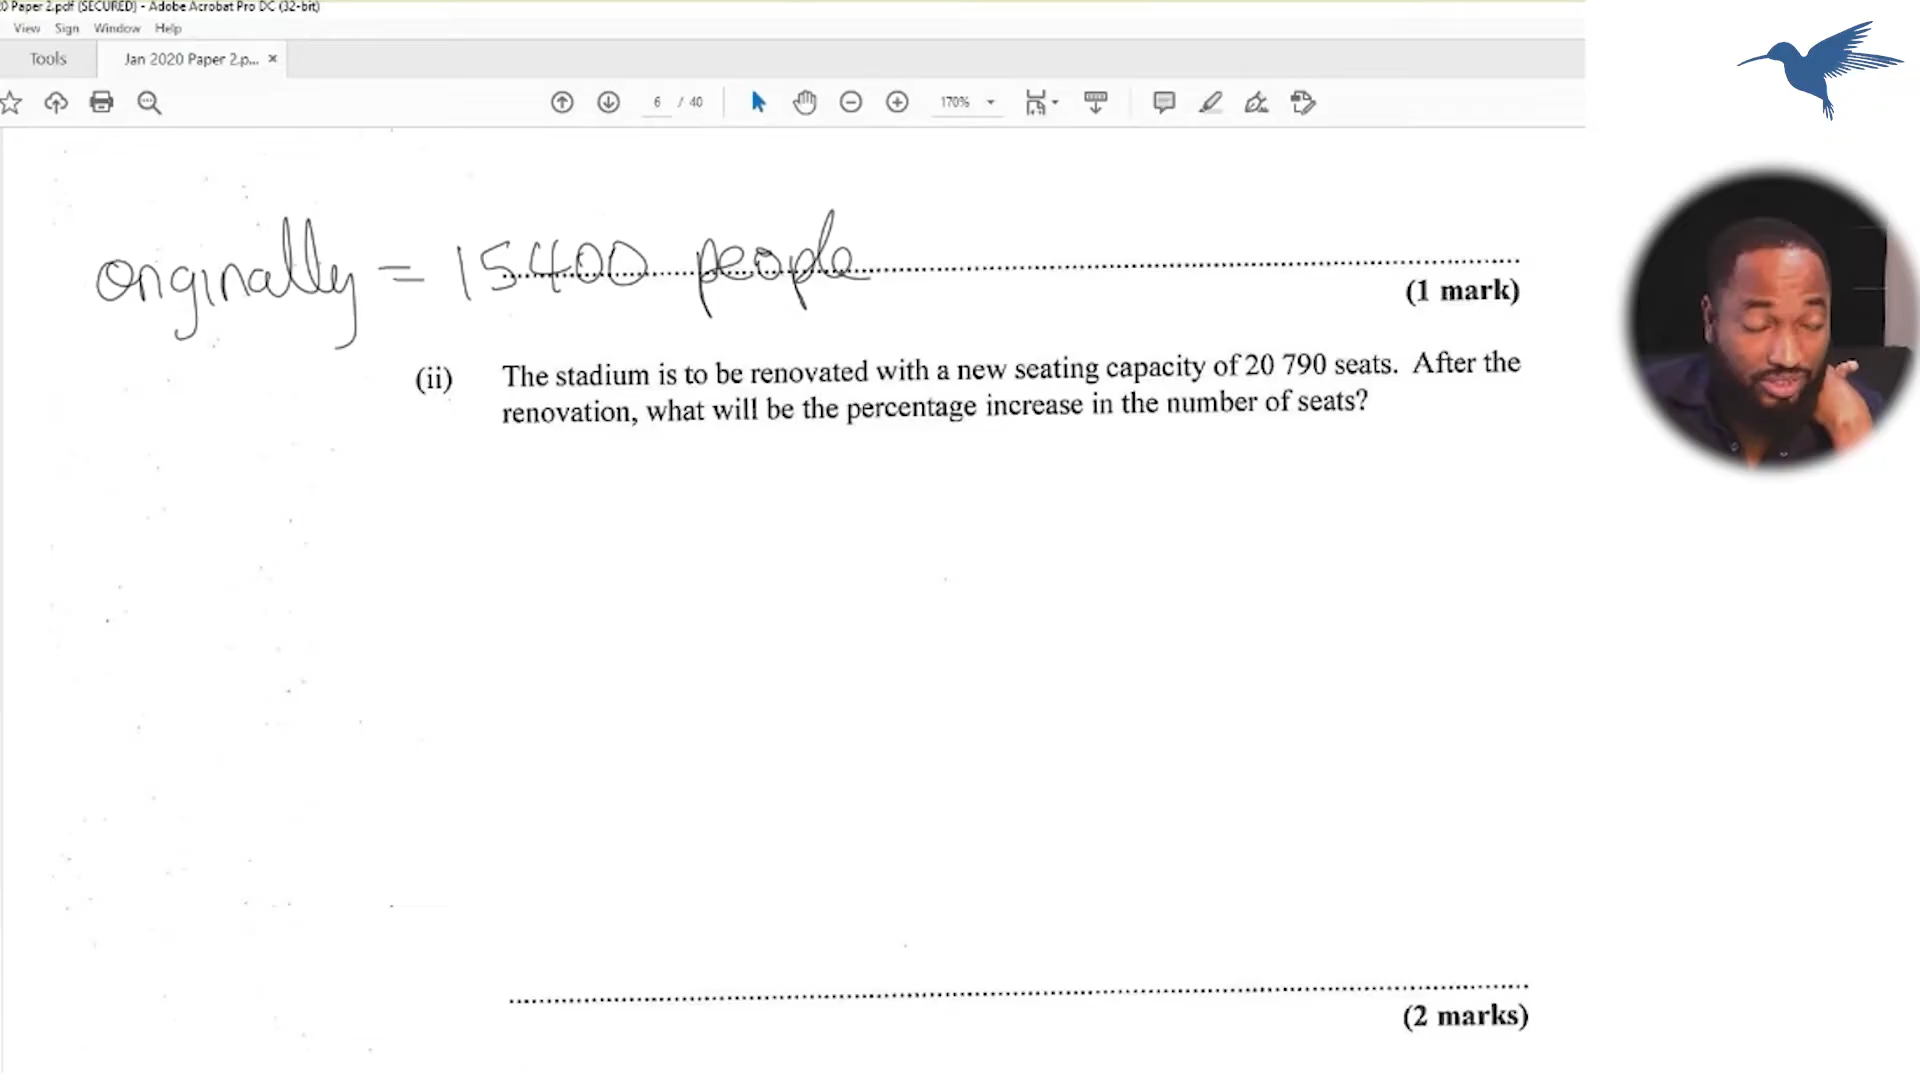 0 Paper 2.pdf (SECURED) - Adobe Acrobat Pro DC (32-bit)
View Sign Window Help
Tools Jan 2020 Paper 2.p... ×
6 / 40 170%
originally = 15400 people
(1 mark)
(ii) The stadium is to be renovated with a new seating capacity of 20 790 seats. After the
renovation, what will be the percentage increase in the number of seats?
(2 marks)